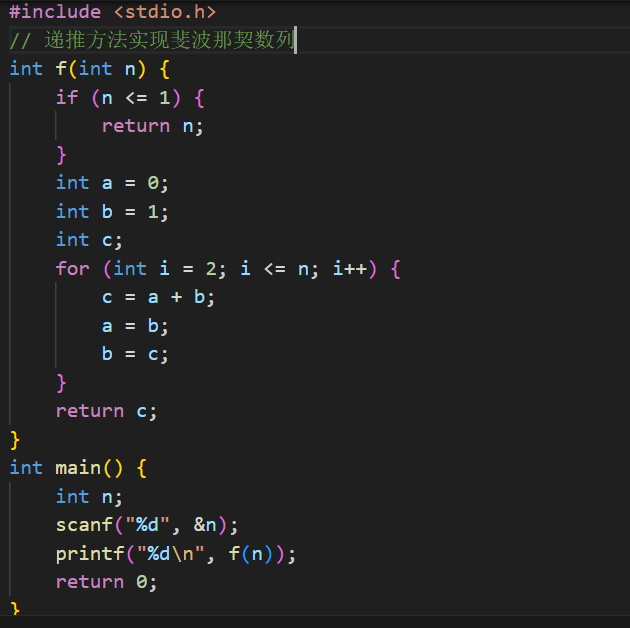 #include <stdio.h>
// 递推方法实现斐波那契数列
int f(int n) {
    if (n <= 1) {
        return n;
    }
    int a = 0;
    int b = 1;
    int c;
    for (int i = 2; i <= n; i++) {
        c = a + b;
        a = b;
        b = c;
    }
    return c;
}
int main() {
    int n;
    scanf("%d", &n);
    printf("%d\n", f(n));
    return 0;
}